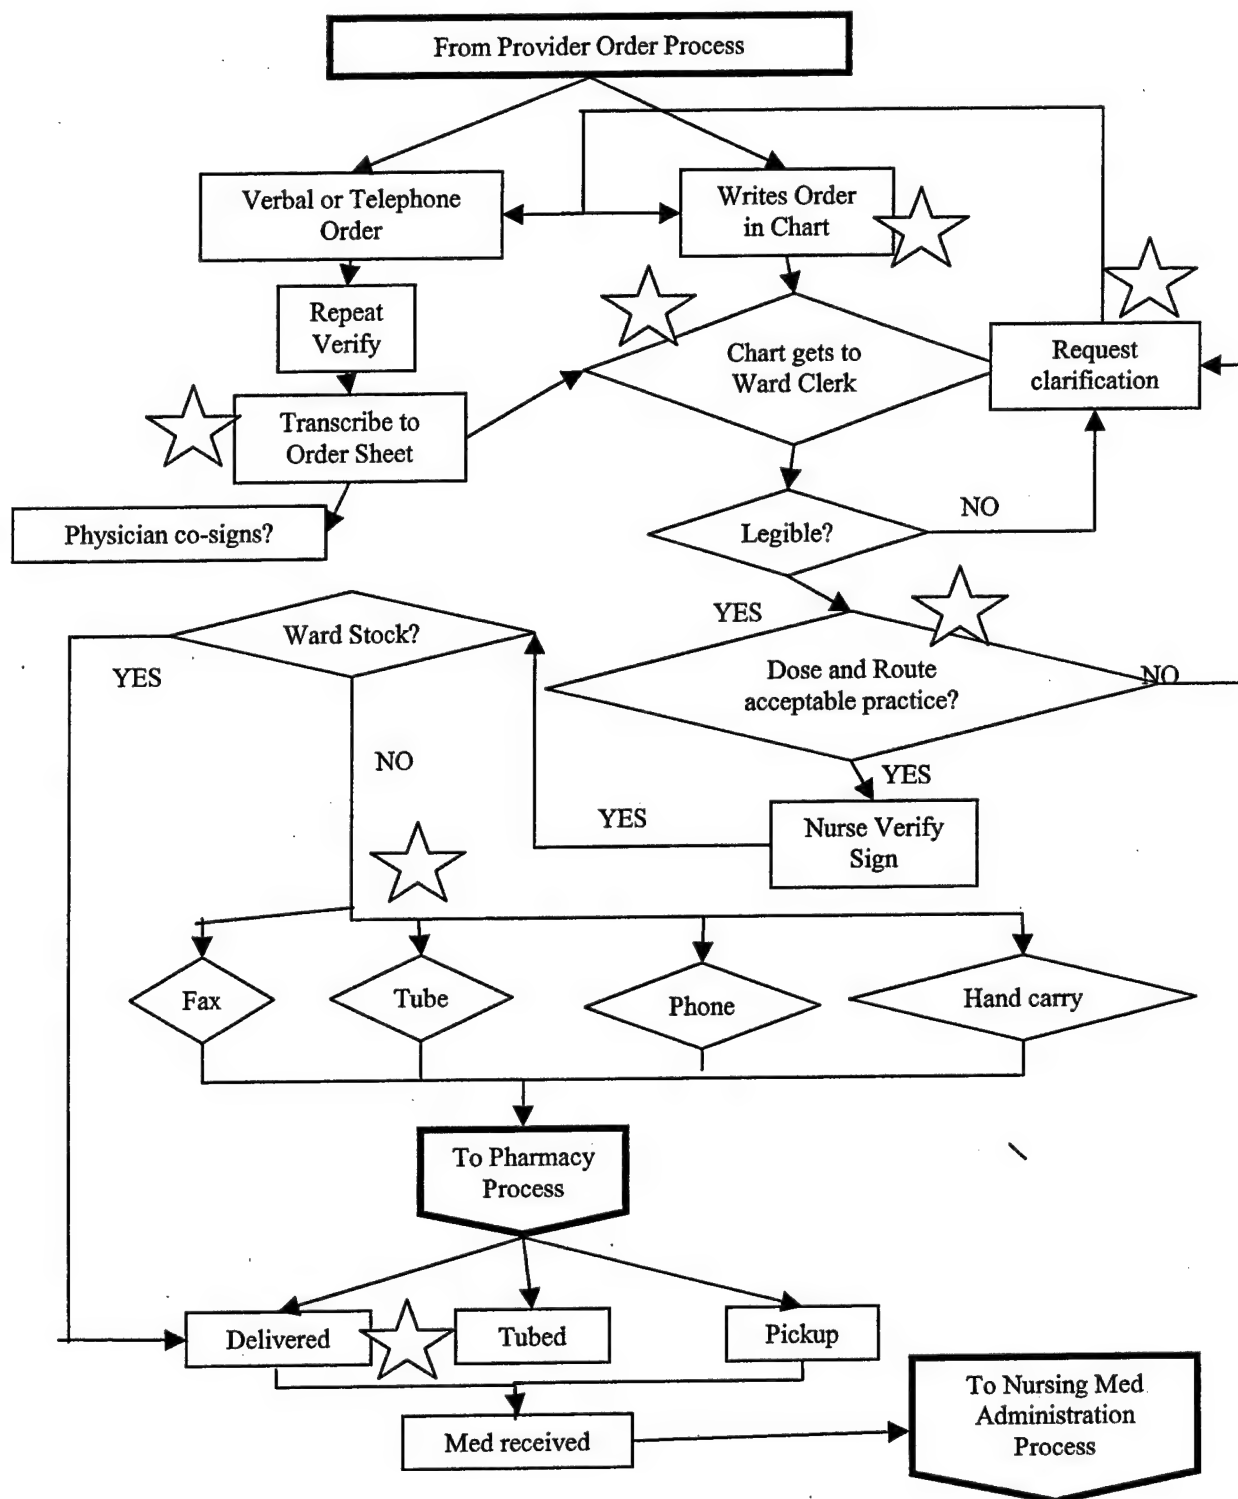 From Provider Order Process
Verbal or Telephone
Order
Writes Order
in Chart
Repeat
Verify
Chart gets to
Ward Clerk
Request
clarification
Transcribe to
Order Sheet
Physician co-signs?
Legible?
NO
YES
Ward Stock?
YES
Dose and Route
acceptable practice?
NO
NO
YES
YES
Nurse Verify
Sign
Fax
Tube
Phone
Hand carry
To Pharmacy
Process
Delivered
Tubed
Pickup
To Nursing Med
Administration
Process
Med received